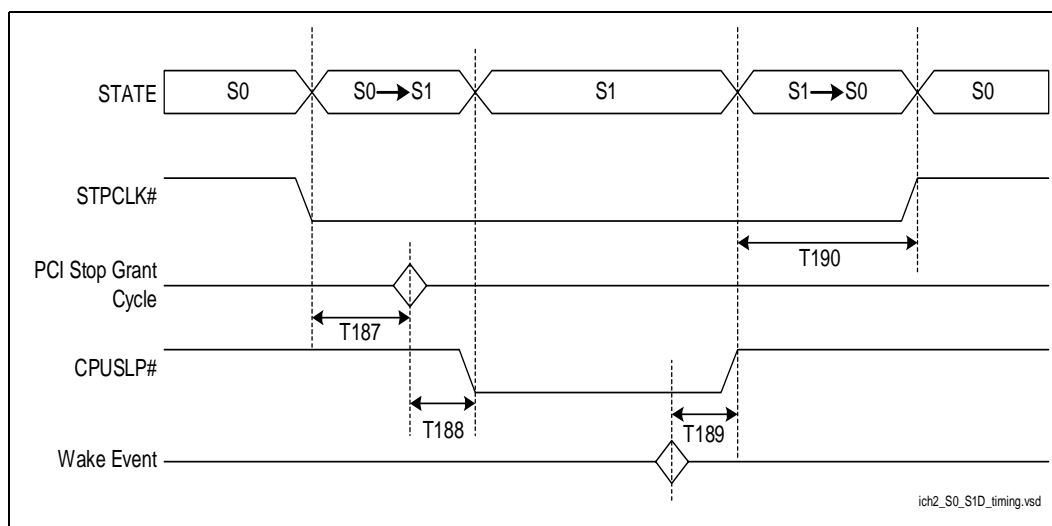 STATE S0 S0→S1 S1 S1→S0 S0
STPCLK#
T190
PCI Stop Grant
Cycle
T187
CPUSLP#
T188
T189
Wake Event
ich2_S0_S1D_timing.vsd